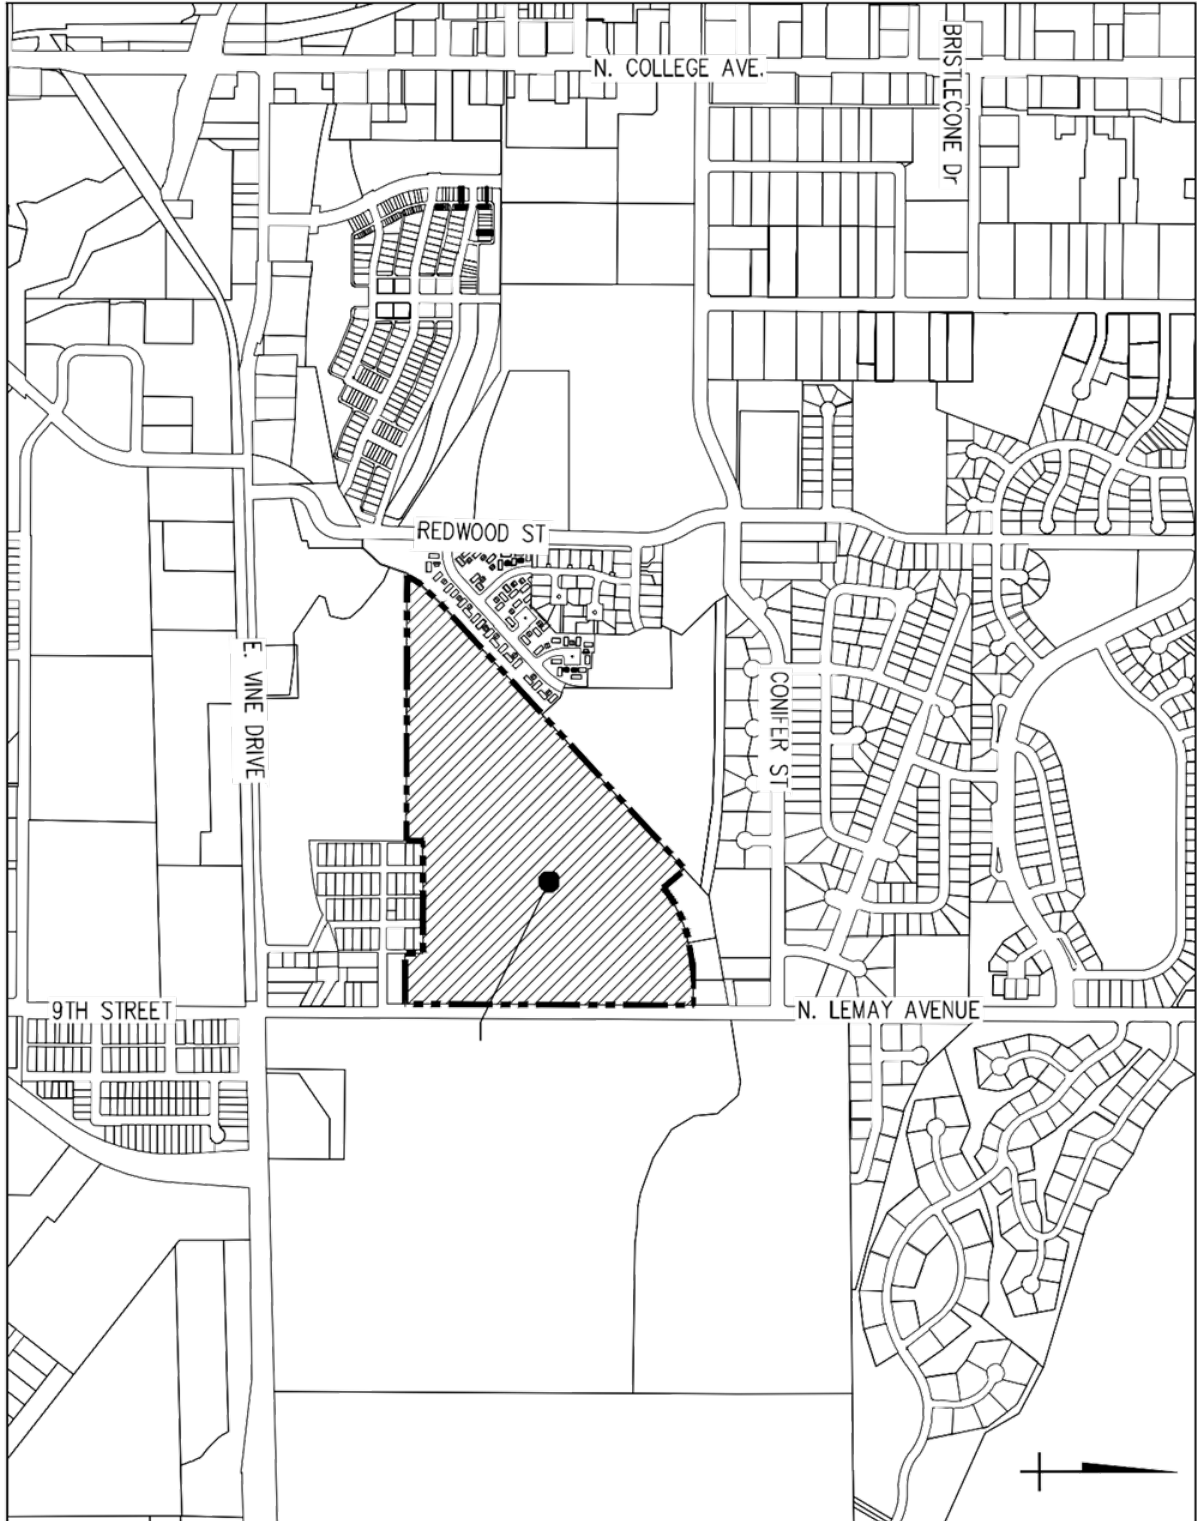 N. COLLEGE AVE.
BRISTLECONE Dr
REDWOOD ST
E. VINE DRIVE
CONIFER ST
9TH STREET
N. LEMAY AVENUE